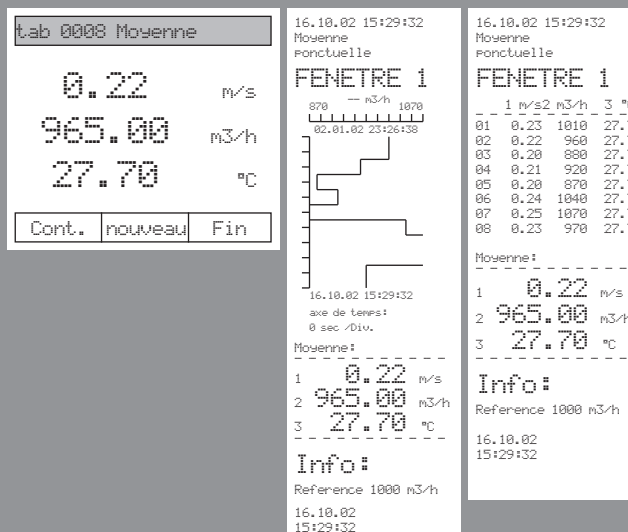 tab 0008 Moyenne
0.22 m/s
965.00 m3/h
27.70 °C
Cont. nouveau Fin
16.10.02 15:29:32
Moyenne
ponctuelle
FENETRE 1
870 -- m3/h 1070
02.01.02 23:26:38
16.10.02 15:29:32
axe de temps:
0 sec /Div.
Moyenne:
1 0.22 m/s
2 965.00 m3/h
3 27.70 °C
Info:
Reference 1000 m3/h
16.10.02
15:29:32
16.10.02 15:29:32
Moyenne
ponctuelle
FENETRE 1
1 m/s2 m3/h 3
01 0.23 1010 27.
02 0.22 960 27.
03 0.20 880 27.
04 0.21 920 27.
05 0.20 870 27.
06 0.24 1040 27.
07 0.25 1070 27.
08 0.23 970 27.
Moyenne:
1 0.22 m/s
2 965.00 m3/h
3 27.70 °C
Info:
Reference 1000 m3/h
16.10.02
15:29:32